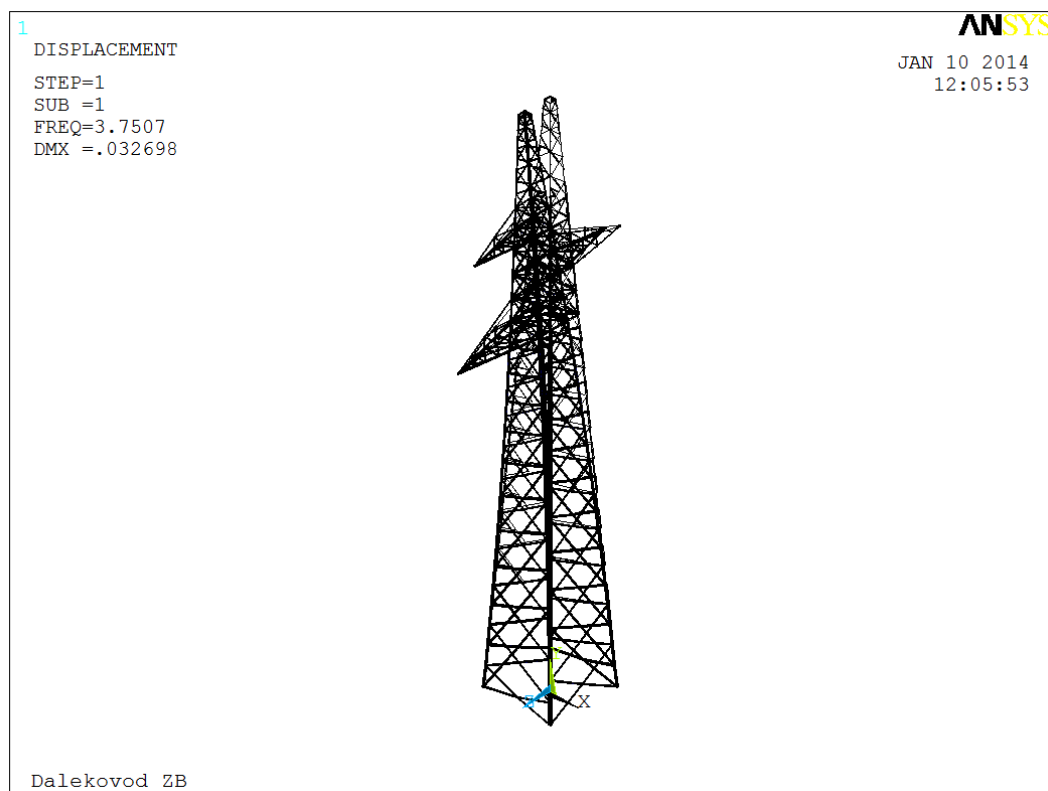 1
ANSYS
DISPLACEMENT
STEP=1
SUB =1
FREQ=3.7507
DMX =.032698
JAN 10 2014
12:05:53
X
Dalekovod ZB